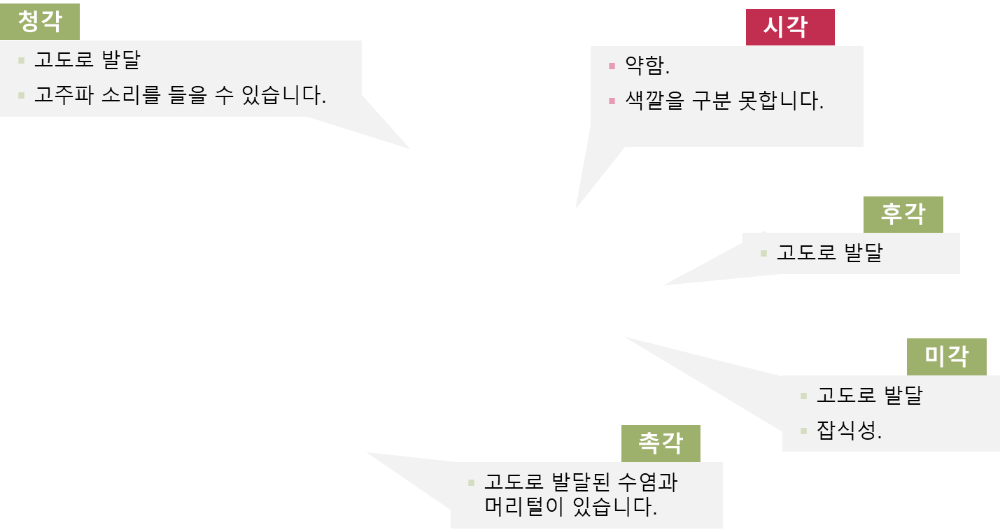 청각
고도로 발달
고주파 소리를 들을 수 있습니다.
시각
약함.
색깔을 구분 못합니다.
후각
고도로 발달
미각
고도로 발달
잡식성.
촉각
고도로 발달된 수염과
머리털이 있습니다.